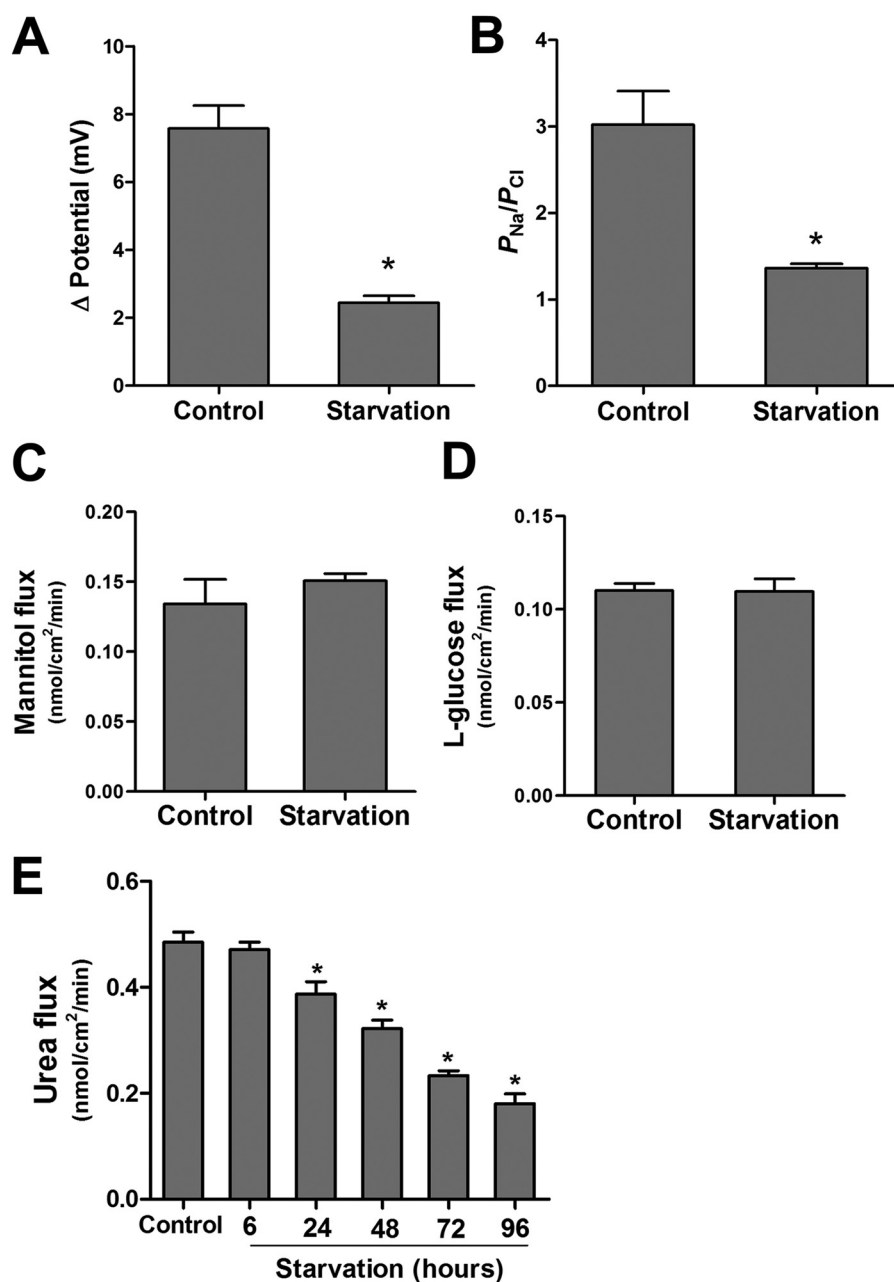 A
Δ Potential (mV)
10
8
6
4
2
0
*
Control Starvation
B
P_Na/P_Cl
4
3
2
1
0
*
Control Starvation
C
Mannitol flux
(nmol/cm²/min)
0.20
0.15
0.10
0.05
0.00
Control Starvation
D
L-glucose flux
(nmol/cm²/min)
0.15
0.10
0.05
0.00
Control Starvation
E
Urea flux
(nmol/cm²/min)
0.6
0.4
0.2
0.0
* * * *
Control 6 24 48 72 96
Starvation (hours)